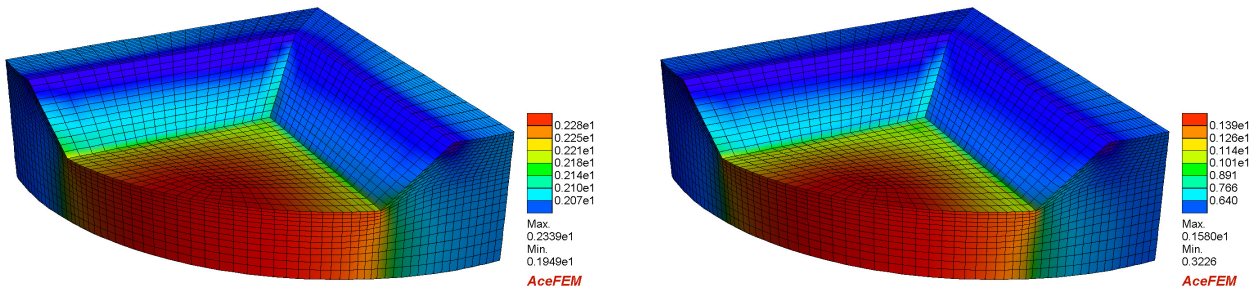 0.228e1
0.225e1
0.221e1
0.218e1
0.214e1
0.210e1
0.207e1
Max.
0.2339e1
Min.
0.1949e1
AceFEM
0.139e1
0.126e1
0.114e1
0.101e1
0.891
0.766
0.640
Max.
0.1580e1
Min.
0.3226
AceFEM